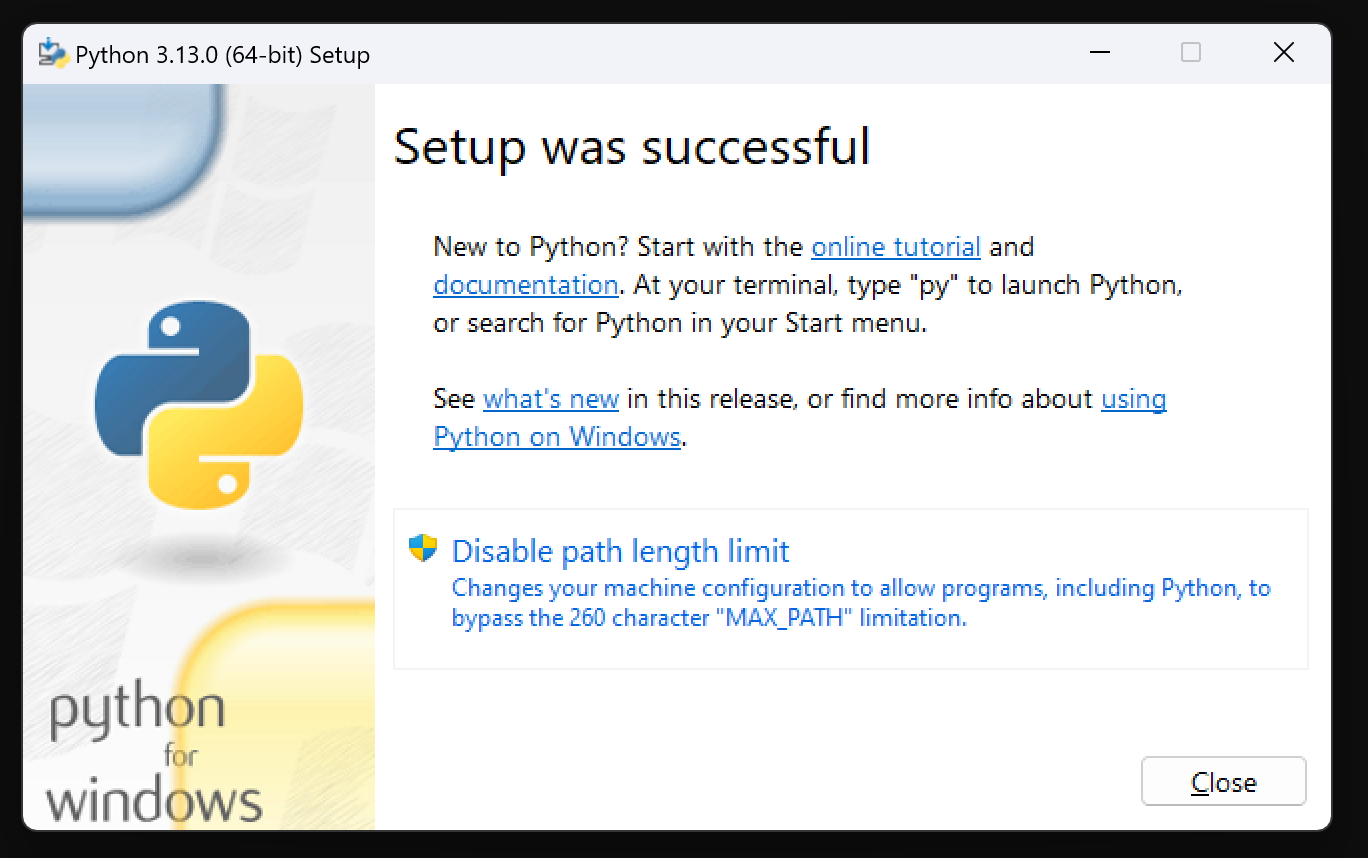 Python 3.13.0 (64-bit) Setup
Setup was successful
New to Python? Start with the online tutorial and
documentation. At your terminal, type "py" to launch Python,
or search for Python in your Start menu.
See what's new in this release, or find more info about using
Python on Windows.
Disable path length limit
Changes your machine configuration to allow programs, including Python, to
bypass the 260 character "MAX_PATH" limitation.
python
for
windows
Close